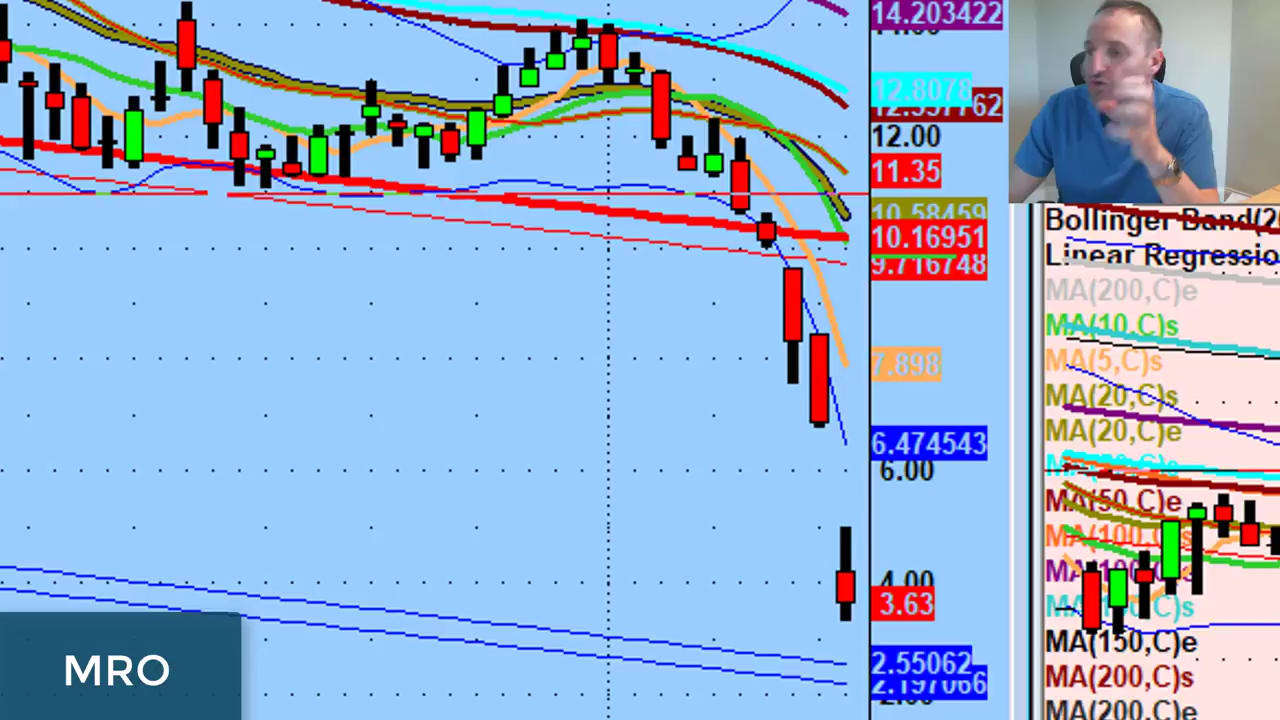 14.203422
12.8078
12.00
11.35
10.58459
10.16951
9.716748
7.898
6.474543
6.00
4.00
3.63
2.55062
2.197066
MRO
Bollinger Band(2
Linear Regressio
MA(200,C)e
MA(10,C)s
MA(5,C)s
MA(20,C)s
MA(20,C)e
MA(50,C)e
MA(100,C)s
MA(150,C)e
MA(200,C)s
MA(200,C)e